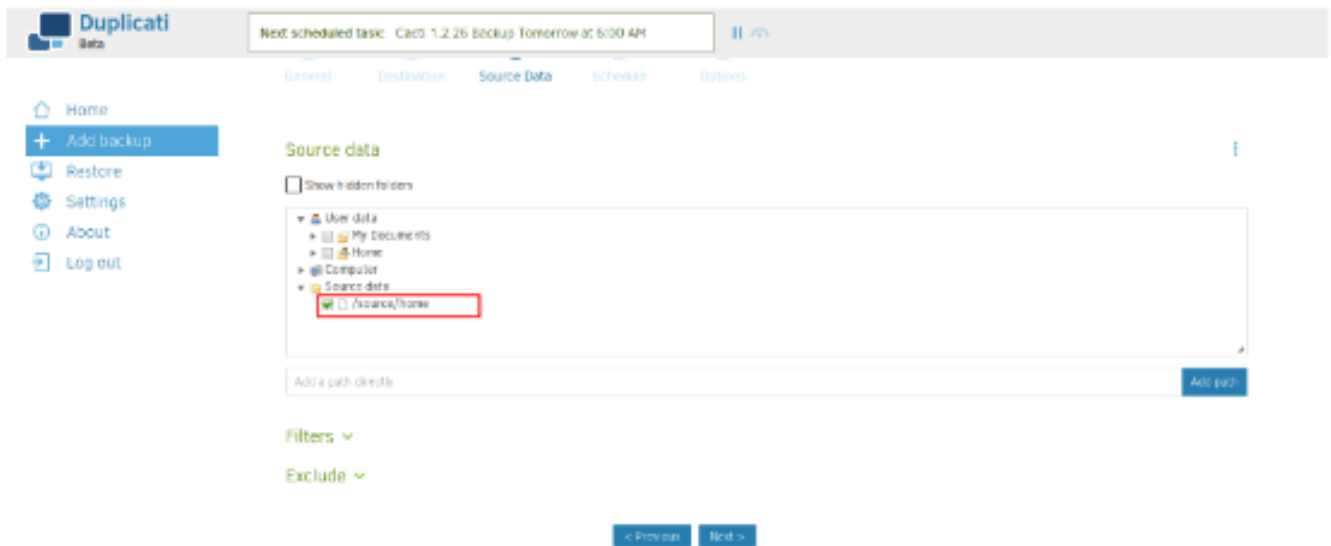 Duplicati
Beta
Next scheduled task: Cacti 1.2.26 Backup Tomorrow at 6:00 AM
General Destination Source Data Schedule Options
Home
Add backup
Restore
Settings
About
Log out
Source data
Show hidden folders
User data
My Documents
Home
Computer
Source data
/source/home
Add a path directly
Add path
Filters
Exclude
< Previous Next >